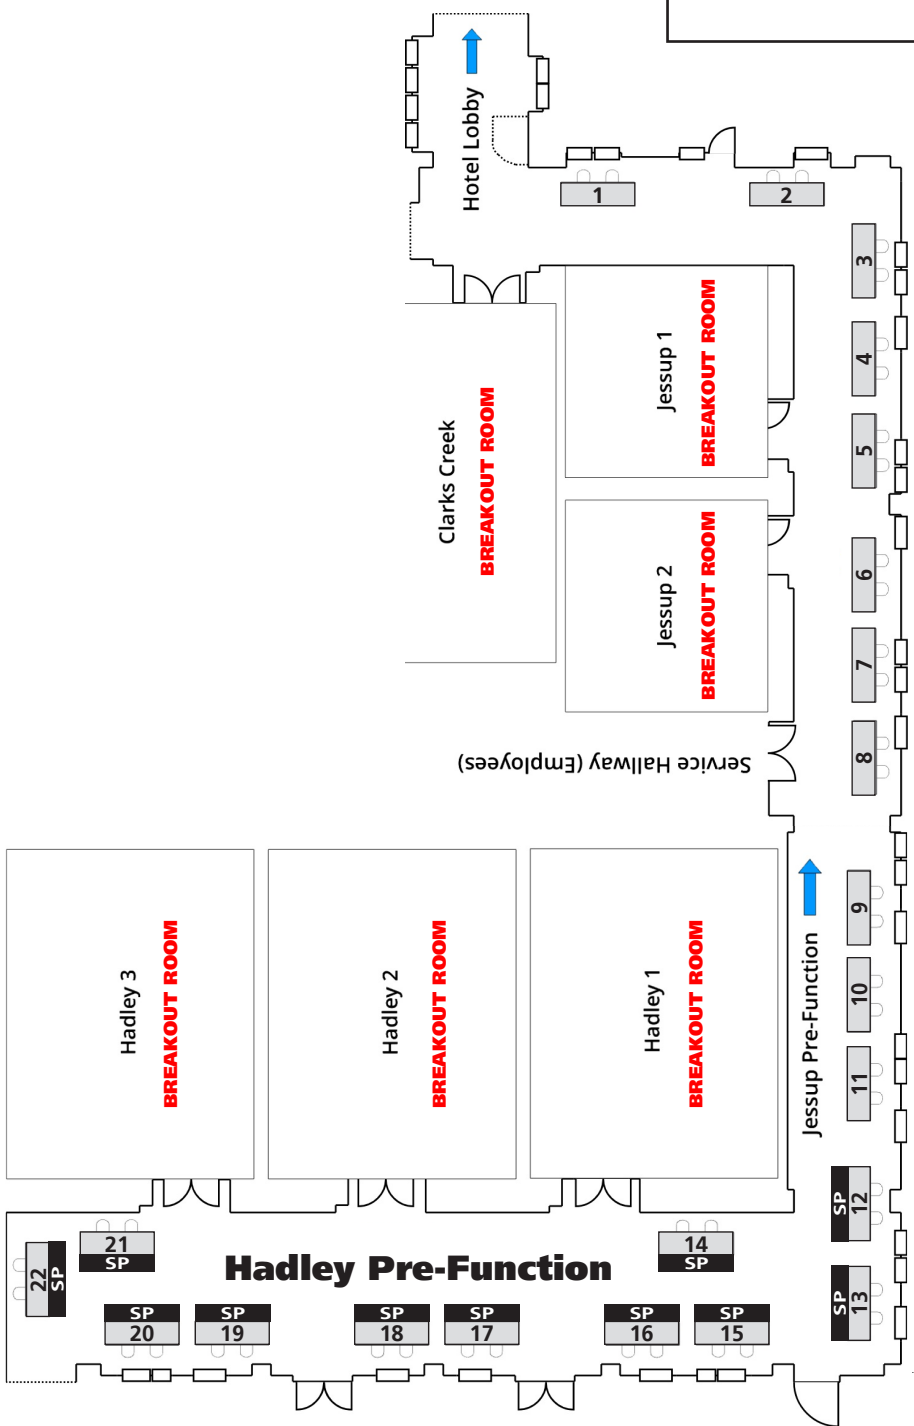 Hotel Lobby
1
2
3
4
5
6
7
8
9
10
11
SP
12
SP
13
Clarks Creek
BREAKOUT ROOM
Jessup 1
BREAKOUT ROOM
Jessup 2
BREAKOUT ROOM
Service Hallway (Employees)
Hadley 3
BREAKOUT ROOM
Hadley 2
BREAKOUT ROOM
Hadley 1
BREAKOUT ROOM
Jessup Pre-Function
22
SP
21
SP
Hadley Pre-Function
14
SP
SP
20
SP
19
SP
18
SP
17
SP
16
SP
15